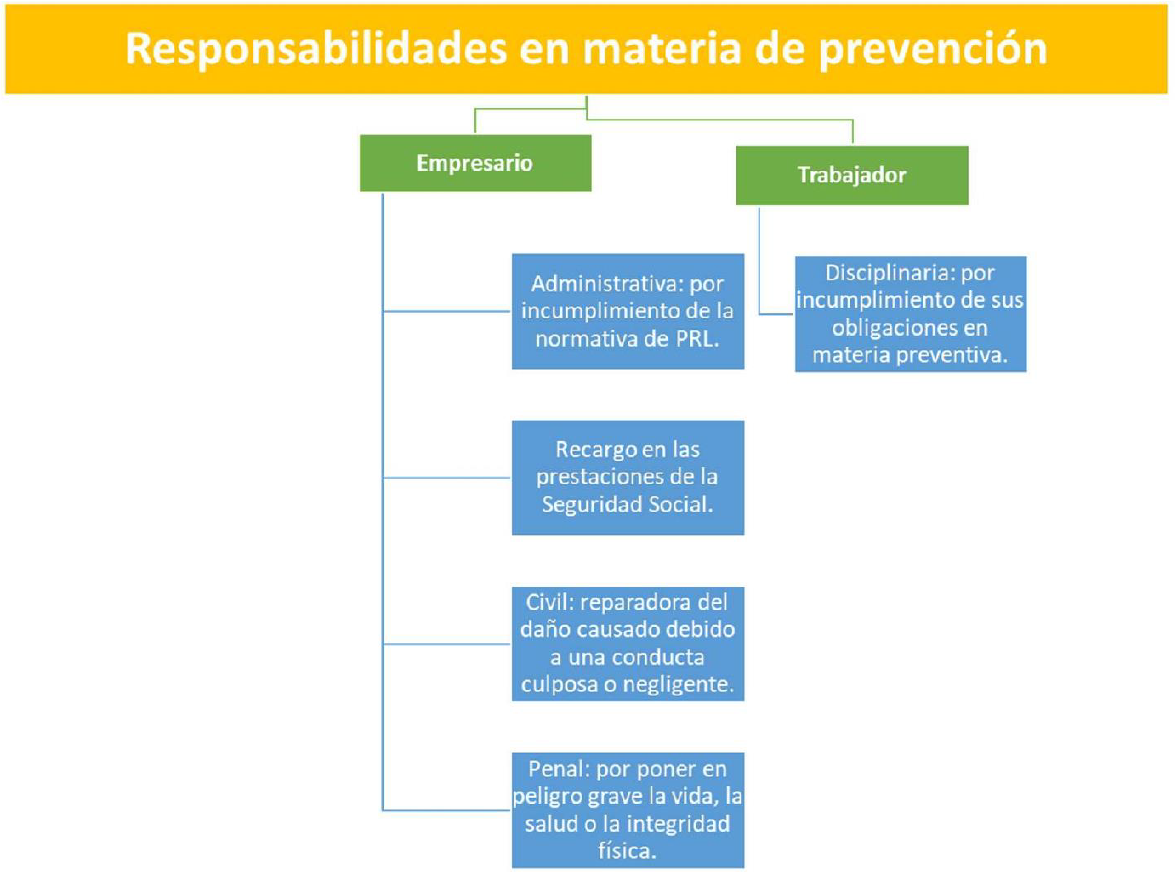 Responsabilidades en materia de prevención
Empresario
Trabajador
Administrativa: por
incumplimiento de la
normativa de PRL.
Disciplinaria: por
incumplimiento de sus
obligaciones en
materia preventiva.
Recargo en las
prestaciones de la
Seguridad Social.
Civil: reparadora del
daño causado debido
a una conducta
culposa o negligente.
Penal: por poner en
peligro grave la vida, la
salud o la integridad
física.